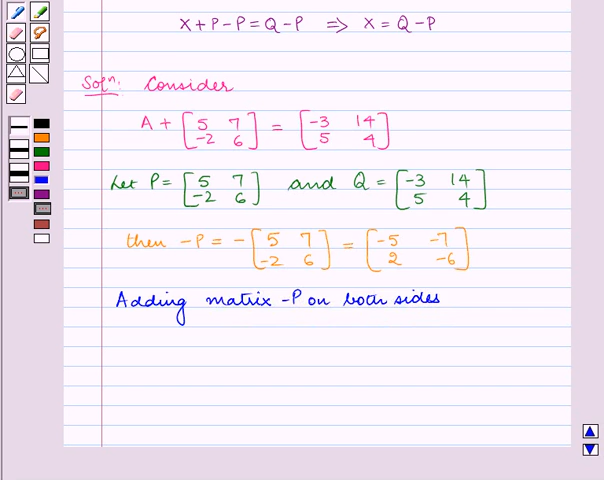 X + P - P = Q - P ⇒ X = Q - P
Solⁿ: Consider
A + [5 7; -2 6] = [-3 14; 5 4]
Let P = [5 7; -2 6] and Q = [-3 14; 5 4]
then -P = -[5 7; -2 6] = [-5 -7; 2 -6]
Adding matrix -P on both sides